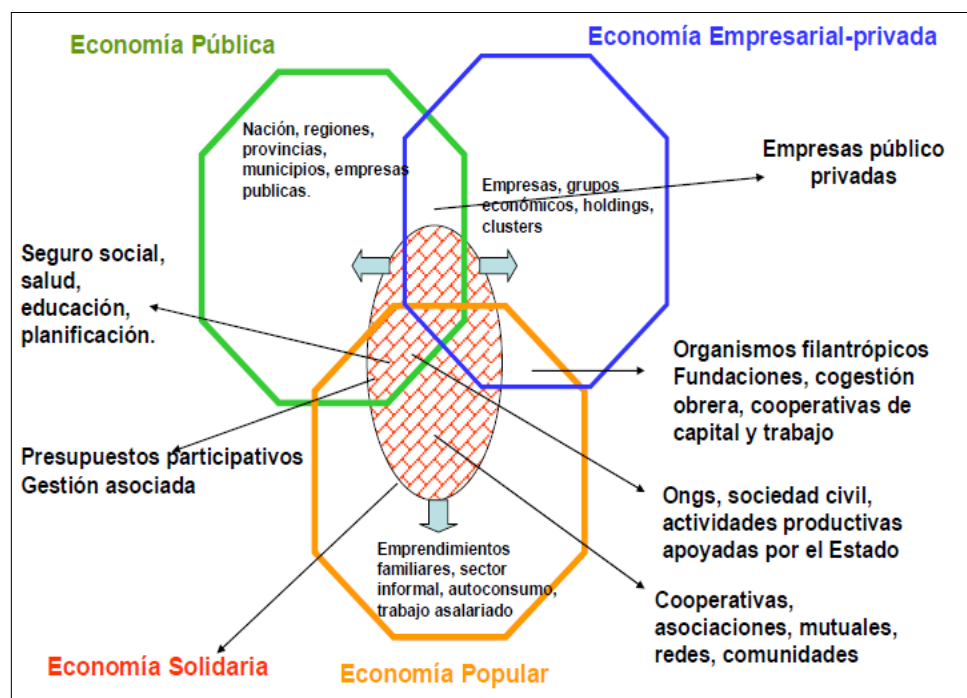 Economía Pública
Economía Empresarial-privada
Nación, regiones,
provincias,
municipios, empresas
publicas.
Empresas, grupos
económicos, holdings,
clusters
Empresas público
privadas
Seguro social,
salud,
educación,
planificación.
Organismos filantrópicos
Fundaciones, cogestión
obrera, cooperativas de
capital y trabajo
Presupuestos participativos
Gestión asociada
Ongs, sociedad civil,
actividades productivas
apoyadas por el Estado
Emprendimientos
familiares, sector
informal, autoconsumo,
trabajo asalariado
Cooperativas,
asociaciones, mutuales,
redes, comunidades
Economía Solidaria
Economía Popular